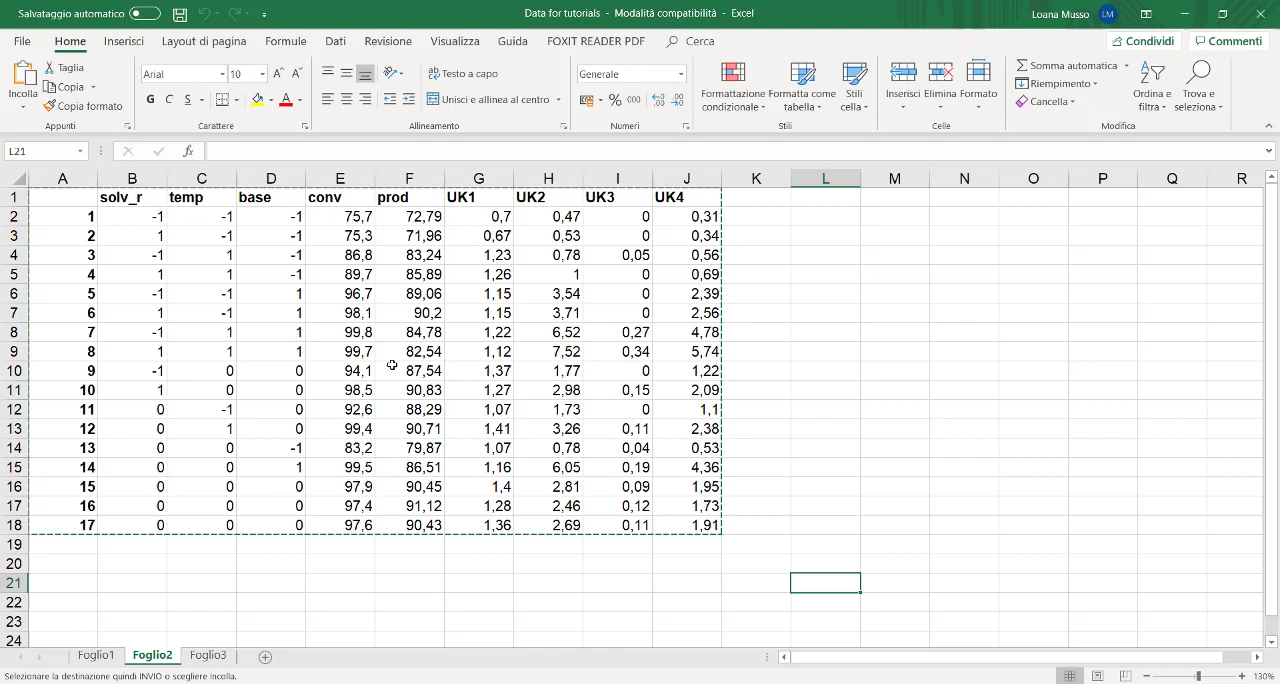 Salvataggio automatico
Data for tutorials - Modalità compatibilità - Excel
Loana Musso LM
File Home Inserisci Layout di pagina Formule Dati Revisione Visualizza Guida FOXIT READER PDF Cerca Condividi Commenti
Incolla
Taglia
Copia
Copia formato
Appunti
Arial 10
G C S
Carattere
Testo a capo
Unisci e allinea al centro
Allineamento
Generale
% 000
Numeri
Formattazione condizionale
Formatta come tabella
Stili cella
Stili
Inserisci Elimina Formato
Celle
Somma automatica
Riempimento
Cancella
Ordina e filtra
Trova e seleziona
Modifica
L21 fx
A B C D E F G H I J K L M N O P Q R
1 solv_r temp base conv prod UK1 UK2 UK3 UK4
2 1 -1 -1 -1 75,7 72,79 0,7 0,47 0 0,31
3 2 1 -1 -1 75,3 71,96 0,67 0,53 0 0,34
4 3 -1 1 -1 86,8 83,24 1,23 0,78 0,05 0,56
5 4 1 1 -1 89,7 85,89 1,26 1 0 0,69
6 5 -1 -1 1 96,7 89,06 1,15 3,54 0 2,39
7 6 1 -1 1 98,1 90,2 1,15 3,71 0 2,56
8 7 -1 1 1 99,8 84,78 1,22 6,52 0,27 4,78
9 8 1 1 1 99,7 82,54 1,12 7,52 0,34 5,74
10 9 -1 0 0 94,1 87,54 1,37 1,77 0 1,22
11 10 1 0 0 98,5 90,83 1,27 2,98 0,15 2,09
12 11 0 -1 0 92,6 88,29 1,07 1,73 0 1,1
13 12 0 1 0 99,4 90,71 1,41 3,26 0,11 2,38
14 13 0 0 -1 83,2 79,87 1,07 0,78 0,04 0,53
15 14 0 0 1 99,5 86,51 1,16 6,05 0,19 4,36
16 15 0 0 0 97,9 90,45 1,4 2,81 0,09 1,95
17 16 0 0 0 97,4 91,12 1,28 2,46 0,12 1,73
18 17 0 0 0 97,6 90,43 1,36 2,69 0,11 1,91
19
20
21
22
23
24
Foglio1 Foglio2 Foglio3
Selezionare la destinazione quindi INVIO o scegliere Incolla.
130%